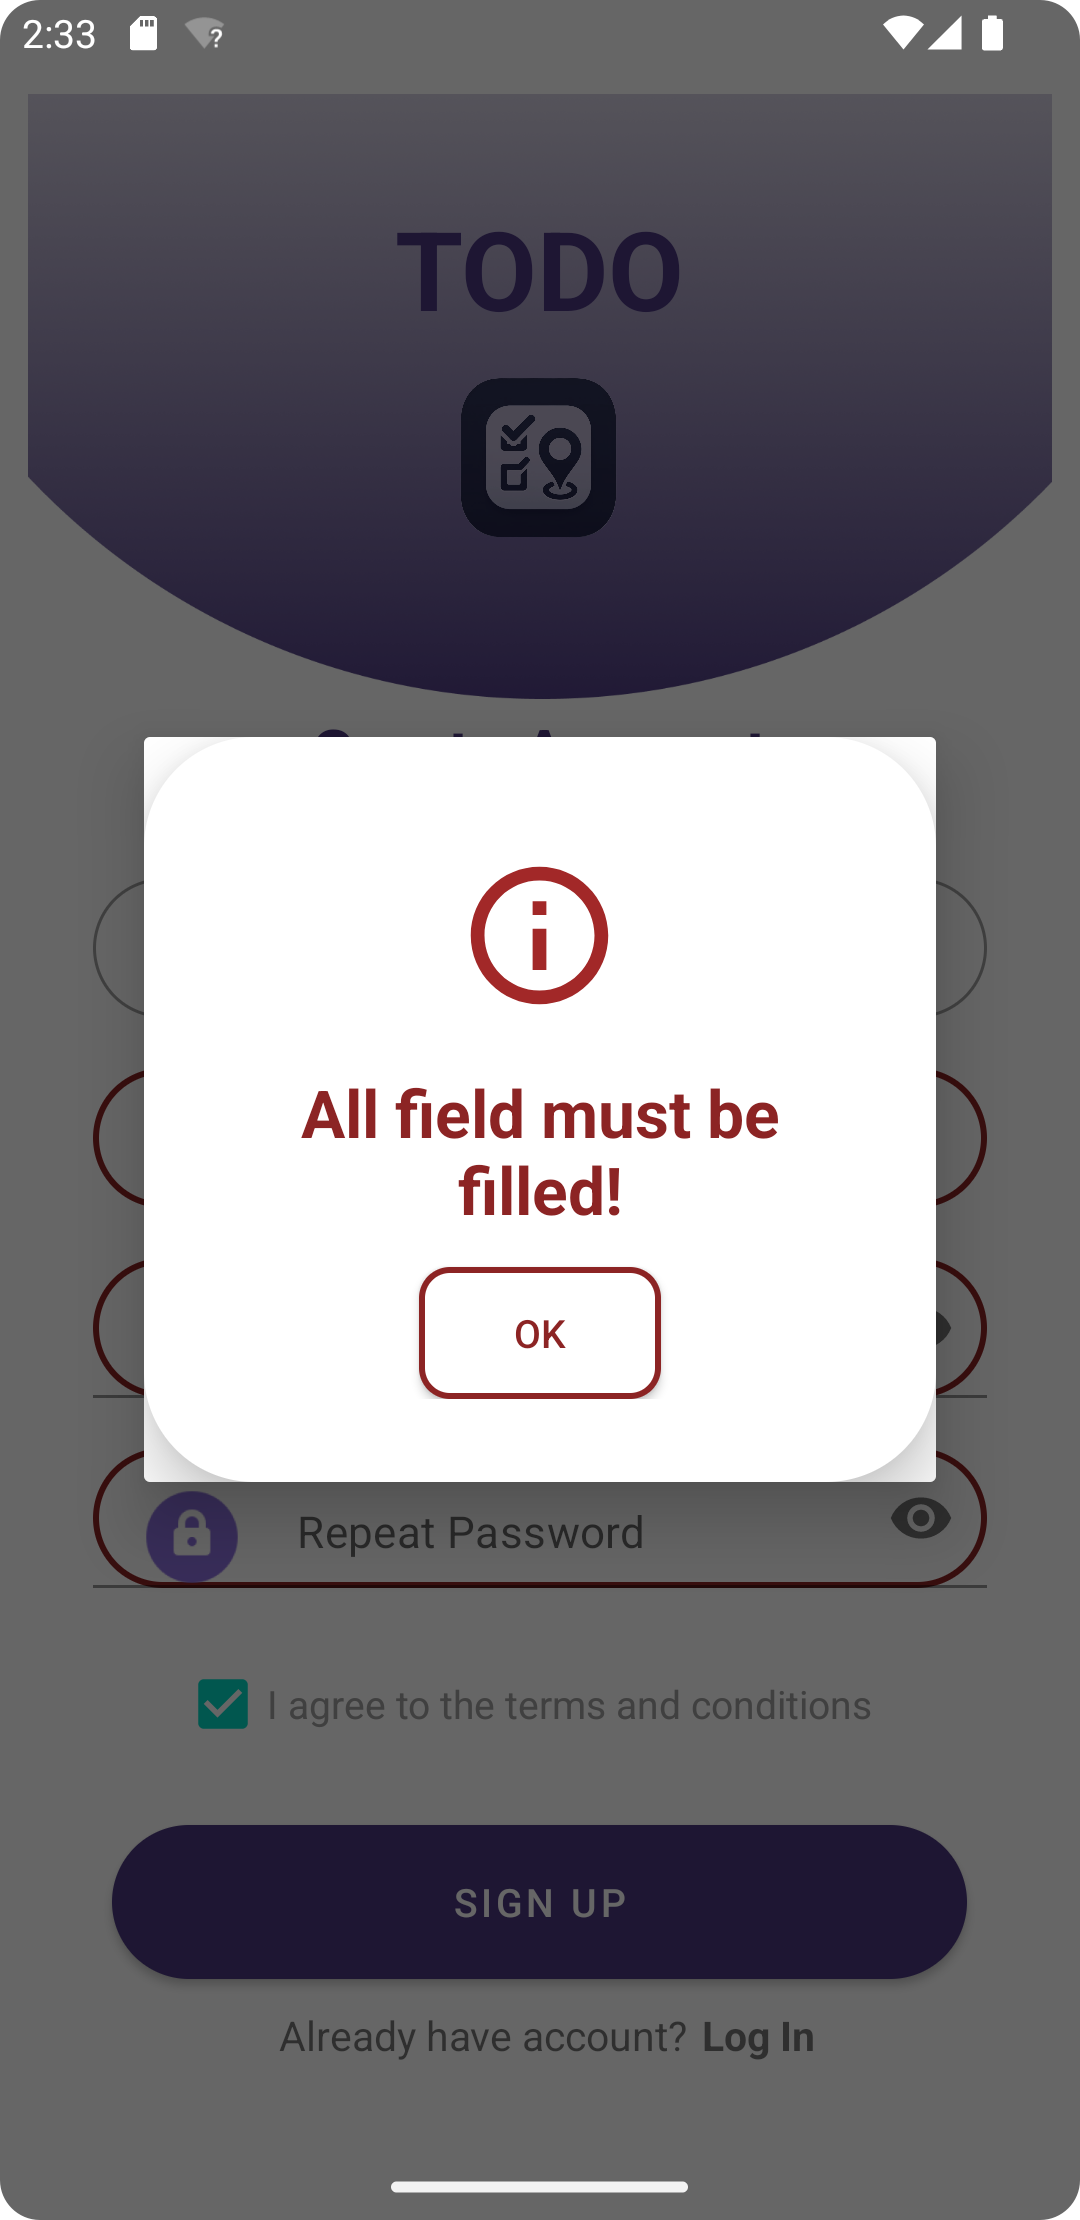 2:33
TODO
All field must be
filled!
OK
Repeat Password
I agree to the terms and conditions
SIGN UP
Already have account? Log In